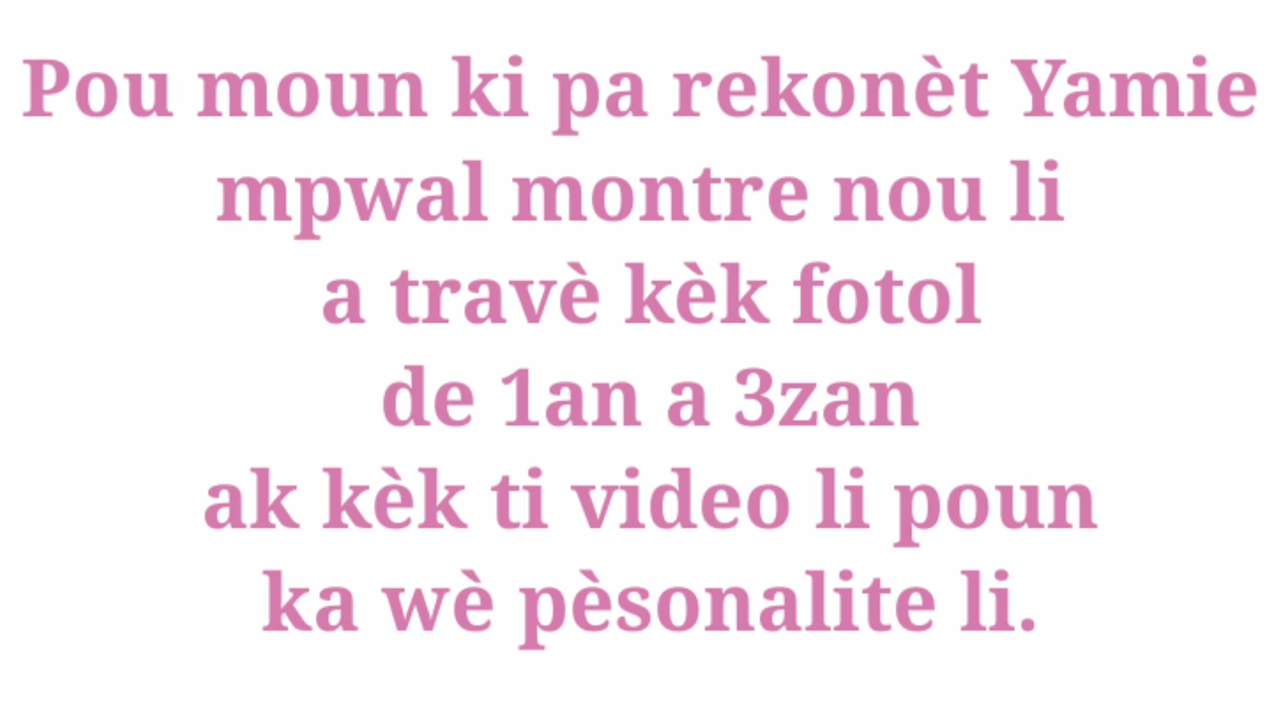 Pou moun ki pa rekonèt Yamie
mpwal montre nou li
a travè kèk fotol
de 1an a 3zan
ak kèk ti video li poun
ka wè pèsonalite li.